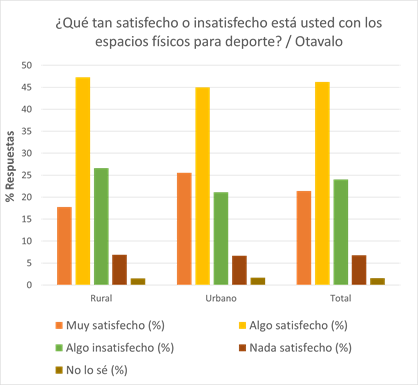 ¿Qué tan satisfecho o insatisfecho está usted con los
espacios físicos para deporte? / Otavalo
% Respuestas
50
45
40
35
30
25
20
15
10
5
0
Rural Urbano Total
Muy satisfecho (%) Algo satisfecho (%)
Algo insatisfecho (%) Nada satisfecho (%)
No lo sé (%)